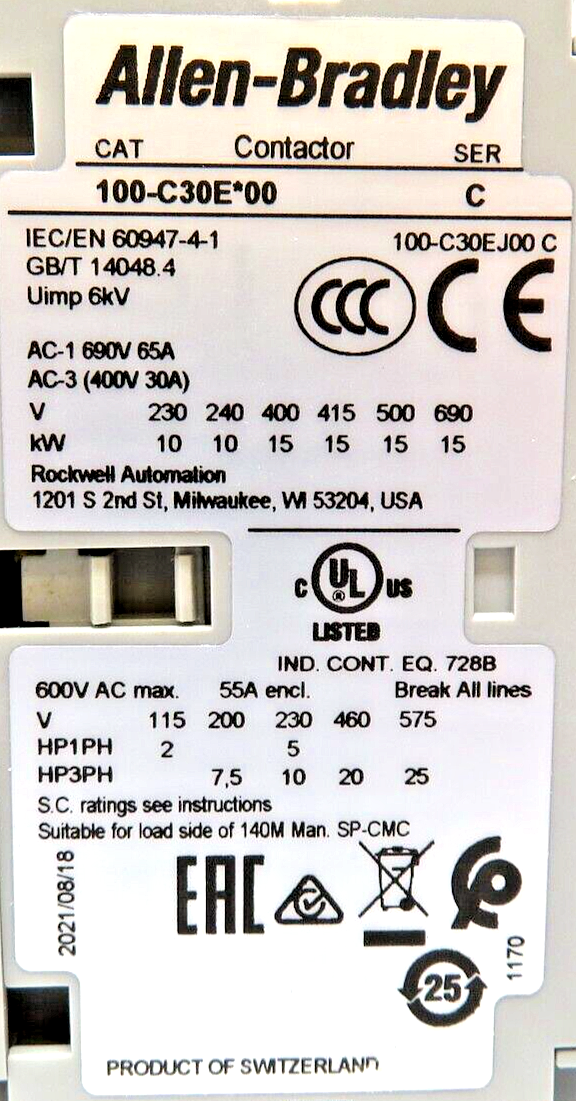 Allen-Bradley
CAT Contactor SER
100-C30E*00 C
IEC/EN 60947-4-1 100-C30EJ00 C
GB/T 14048.4
Uimp 6kV
CCC CE
AC-1 690V 65A
AC-3 (400V 30A)
V 230 240 400 415 500 690
kW 10 10 15 15 15 15
Rockwell Automation
1201 S 2nd St, Milwaukee, WI 53204, USA
C UL ® US
LISTED
IND. CONT. EQ. 728B
600V AC max. 55A encl. Break All lines
V 115 200 230 460 575
HP1PH 2 5
HP3PH 7,5 10 20 25
S.C. ratings see instructions
Suitable for load side of 140M Man. SP-CMC
2021/08/18
EAC
1170
25
PRODUCT OF SWITZERLAND